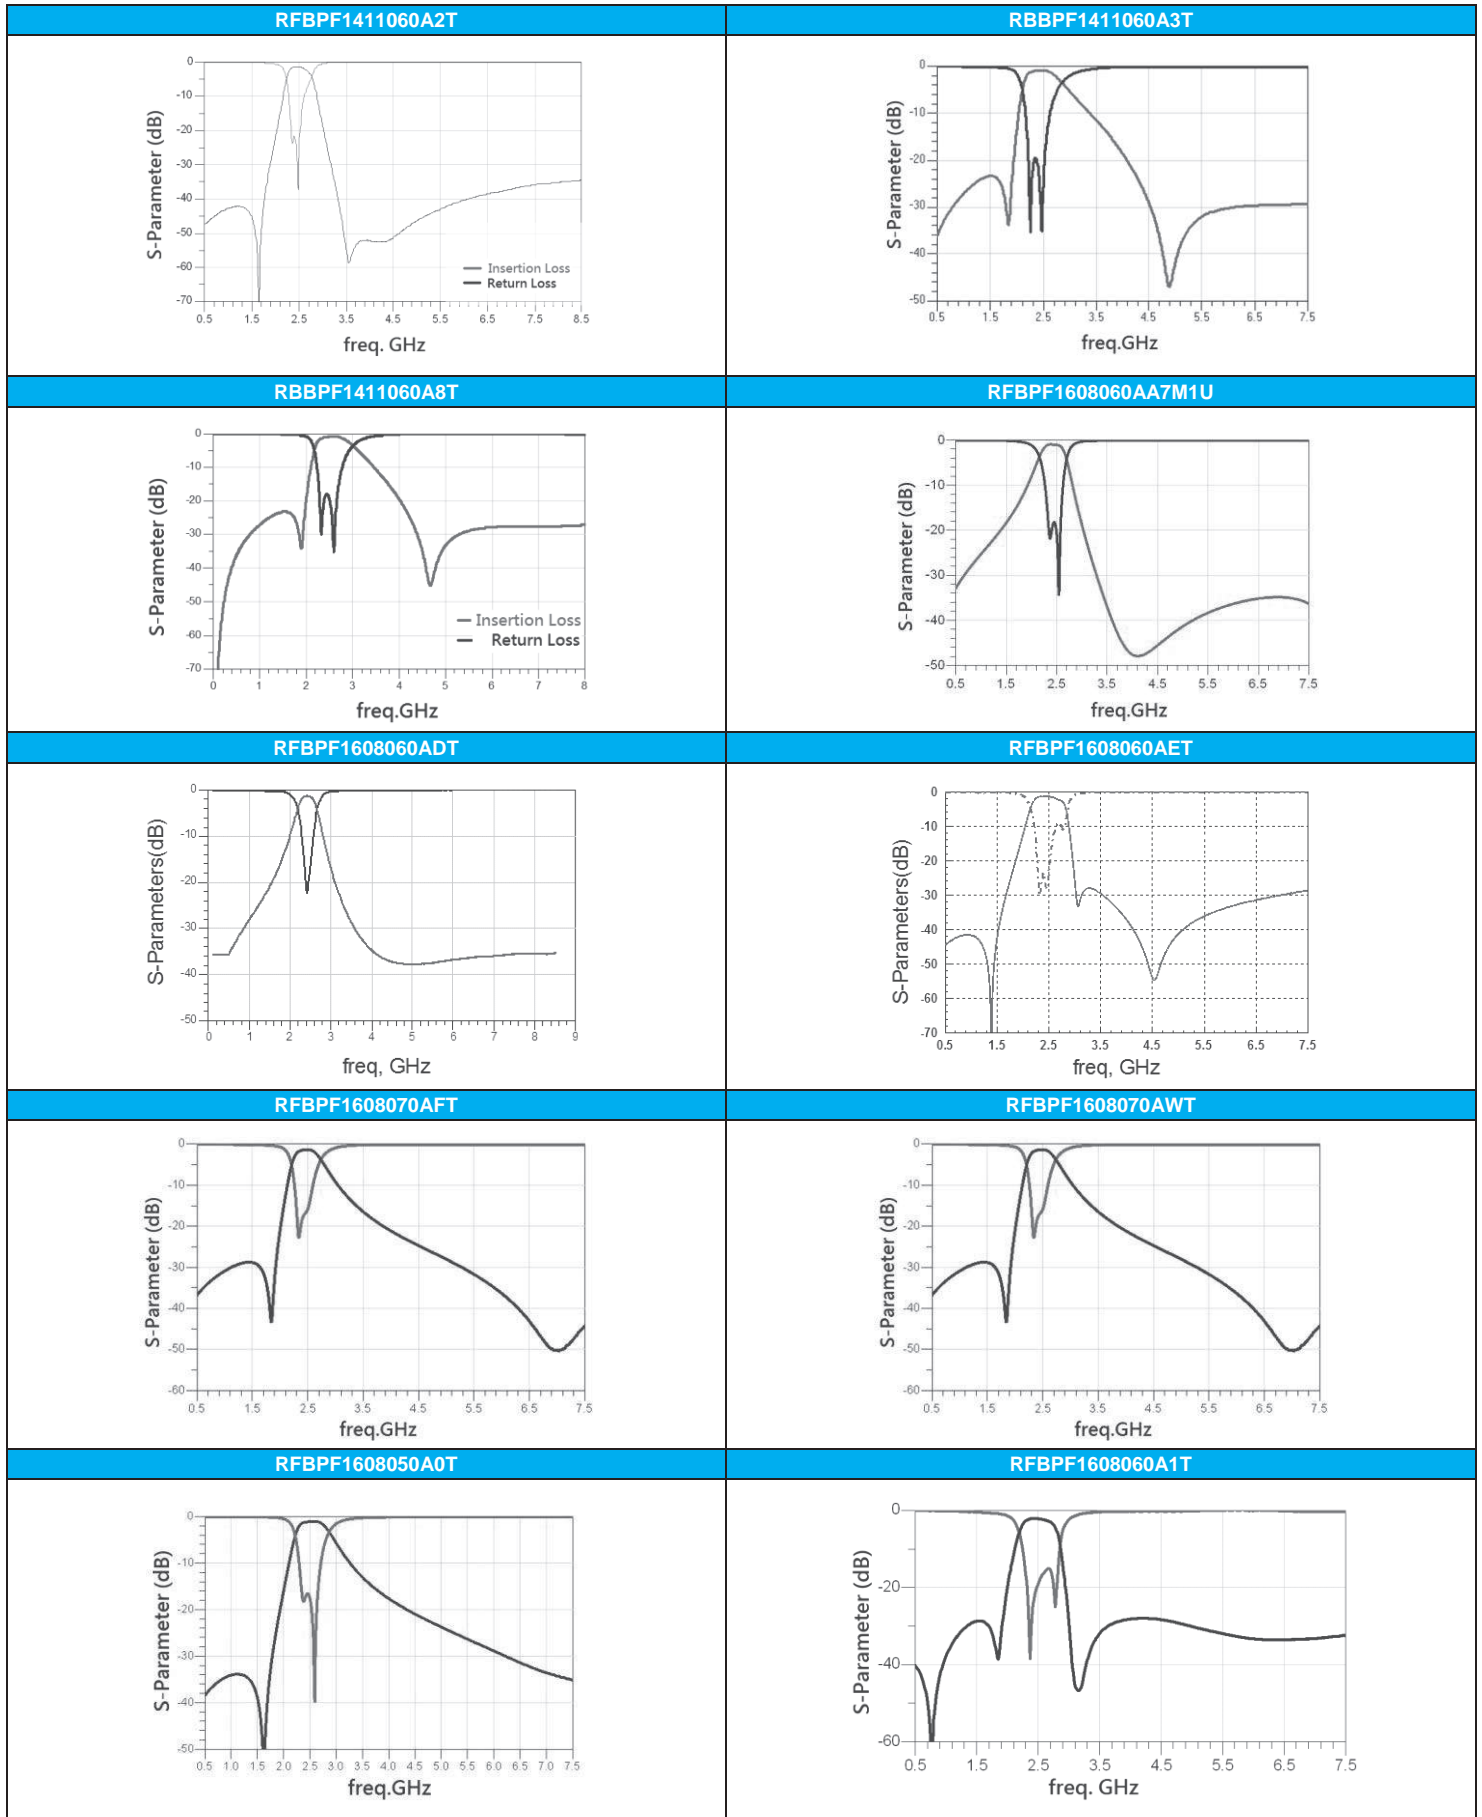 RFBPF1411060A2T
RBBPF1411060A3T
0
-10
-20
-30
-40
-50
-60
-70
S-Parameter (dB)
Insertion Loss
Return Loss
0.5 1.5 2.5 3.5 4.5 5.5 6.5 7.5 8.5
freq. GHz
0
-10
-20
-30
-40
-50
S-Parameter (dB)
0.5 1.5 2.5 3.5 4.5 5.5 6.5 7.5
freq.GHz
RBBPF1411060A8T
RFBPF1608060AA7M1U
0
-10
-20
-30
-40
-50
-60
-70
S-Parameter (dB)
Insertion Loss
Return Loss
0 1 2 3 4 5 6 7 8
freq.GHz
0
-10
-20
-30
-40
-50
S-Parameter (dB)
0.5 1.5 2.5 3.5 4.5 5.5 6.5 7.5
freq.GHz
RFBPF1608060ADT
RFBPF1608060AET
0
-10
-20
-30
-40
-50
S-Parameters(dB)
0 1 2 3 4 5 6 7 8 9
freq, GHz
0
-10
-20
-30
-40
-50
-60
-70
S-Parameters(dB)
0.5 1.5 2.5 3.5 4.5 5.5 6.5 7.5
freq, GHz
RFBPF1608070AFT
RFBPF1608070AWT
0
-10
-20
-30
-40
-50
-60
S-Parameter (dB)
0.5 1.5 2.5 3.5 4.5 5.5 6.5 7.5
freq.GHz
0
-10
-20
-30
-40
-50
-60
S-Parameter (dB)
0.5 1.5 2.5 3.5 4.5 5.5 6.5 7.5
freq.GHz
RFBPF1608050A0T
RFBPF1608060A1T
0
-10
-20
-30
-40
-50
S-Parameter (dB)
0.5 1.0 1.5 2.0 2.5 3.0 3.5 4.0 4.5 5.0 5.5 6.0 6.5 7.0 7.5
freq.GHz
0
-20
-40
-60
S-Parameter (dB)
0.5 1.5 2.5 3.5 4.5 5.5 6.5 7.5
freq. GHz